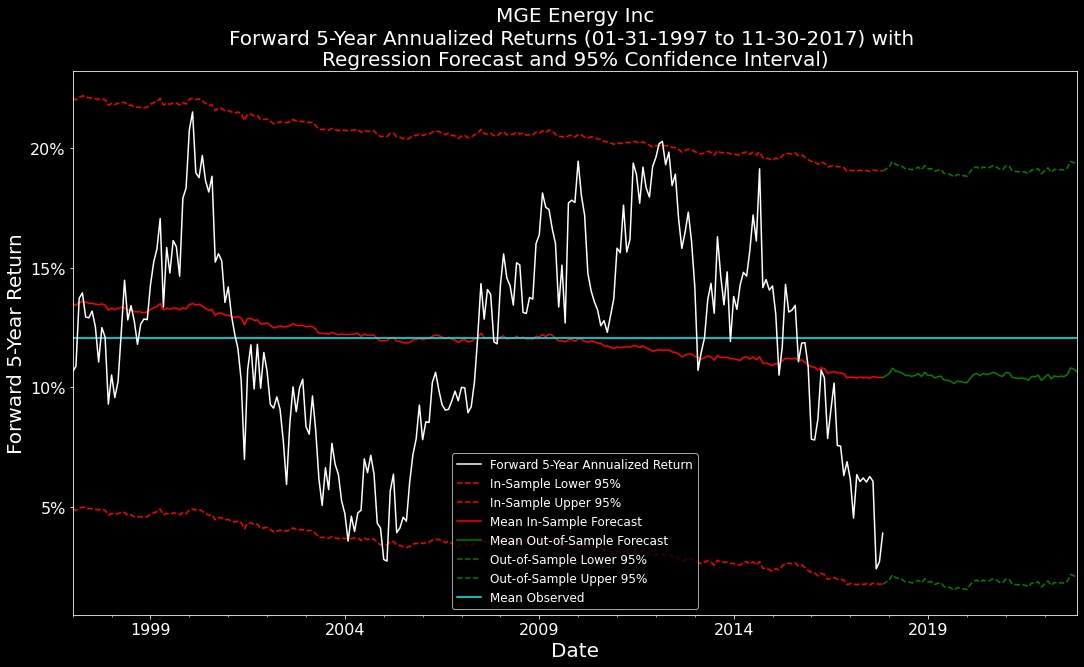 MGE Energy Inc
Forward 5-Year Annualized Returns (01-31-1997 to 11-30-2017) with
Regression Forecast and 95% Confidence Interval)
Forward 5-Year Return
20%
15%
10%
5%
Forward 5-Year Annualized Return
In-Sample Lower 95%
In-Sample Upper 95%
Mean In-Sample Forecast
Mean Out-of-Sample Forecast
Out-of-Sample Lower 95%
Out-of-Sample Upper 95%
Mean Observed
1999 2004 2009 2014 2019
Date